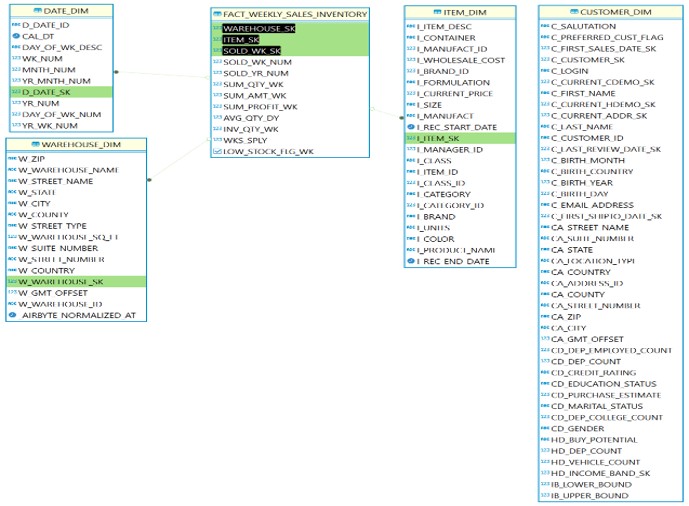 DATE_DIM
D_DATE_ID
CAL_DT
DAY_OF_WK_DESC
WK_NUM
MNTH_NUM
YR_MNTH_NUM
D_DATE_SK
YR_NUM
DAY_OF_WK_NUM
YR_WK_NUM
WAREHOUSE_DIM
W_ZIP
W_WAREHOUSE_NAME
W_STREET_NAME
W_STATE
W_CITY
W_COUNTY
W_STREET_TYPE
W_WAREHOUSE_SQ_FT
W_SUITE_NUMBER
W_STREET_NUMBER
W_COUNTRY
W_WAREHOUSE_SK
W_GMT_OFFSET
W_WAREHOUSE_ID
_AIRBYTE_NORMALIZED_AT
FACT_WEEKLY_SALES_INVENTORY
WAREHOUSE_SK
ITEM_SK
SOLD_WK_SK
SOLD_WK_NUM
SOLD_YR_NUM
SUM_QTY_WK
SUM_AMT_WK
SUM_PROFIT_WK
AVG_QTY_DY
INV_QTY_WK
WKS_SPLY
LOW_STOCK_FLG_WK
ITEM_DIM
I_ITEM_DESC
I_CONTAINER
I_MANUFACT_ID
I_WHOLESALE_COST
I_BRAND_ID
I_FORMULATION
I_CURRENT_PRICE
I_SIZE
I_MANUFACT
I_REC_START_DATE
I_ITEM_SK
I_MANAGER_ID
I_CLASS
I_ITEM_ID
I_CLASS_ID
I_CATEGORY
I_CATEGORY_ID
I_BRAND
I_UNITS
I_COLOR
I_PRODUCT_NAME
I_REC_END_DATE
CUSTOMER_DIM
C_SALUTATION
C_PREFERRED_CUST_FLAG
C_FIRST_SALES_DATE_SK
C_CUSTOMER_SK
C_LOGIN
C_CURRENT_CDEMO_SK
C_FIRST_NAME
C_CURRENT_HDEMO_SK
C_CURRENT_ADDR_SK
C_LAST_NAME
C_CUSTOMER_ID
C_LAST_REVIEW_DATE_SK
C_BIRTH_MONTH
C_BIRTH_COUNTRY
C_BIRTH_YEAR
C_BIRTH_DAY
C_EMAIL_ADDRESS
C_FIRST_SHIPTO_DATE_SK
CA_STREET_NAME
CA_SUITE_NUMBER
CA_STATE
CA_LOCATION_TYPE
CA_COUNTRY
CA_ADDRESS_ID
CA_COUNTY
CA_STREET_NUMBER
CA_ZIP
CA_CITY
CA_GMT_OFFSET
CD_DEP_EMPLOYED_COUNT
CD_DEP_COUNT
CD_CREDIT_RATING
CD_EDUCATION_STATUS
CD_PURCHASE_ESTIMATE
CD_MARITAL_STATUS
CD_DEP_COLLEGE_COUNT
CD_GENDER
HD_BUY_POTENTIAL
HD_DEP_COUNT
HD_VEHICLE_COUNT
HD_INCOME_BAND_SK
IB_LOWER_BOUND
IB_UPPER_BOUND